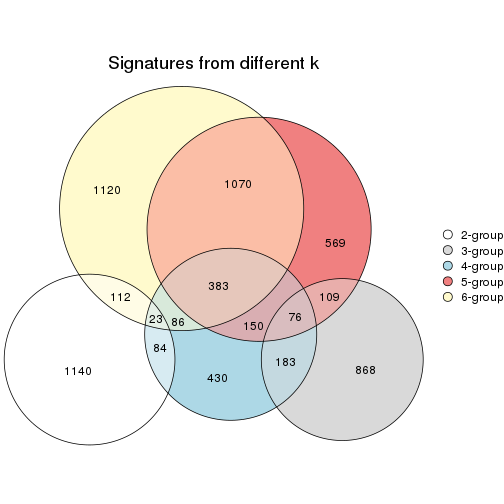 Signatures from different k
1120
1070
569
383
112
109
23
86
150
76
84
183
1140
430
868
2-group
3-group
4-group
5-group
6-group